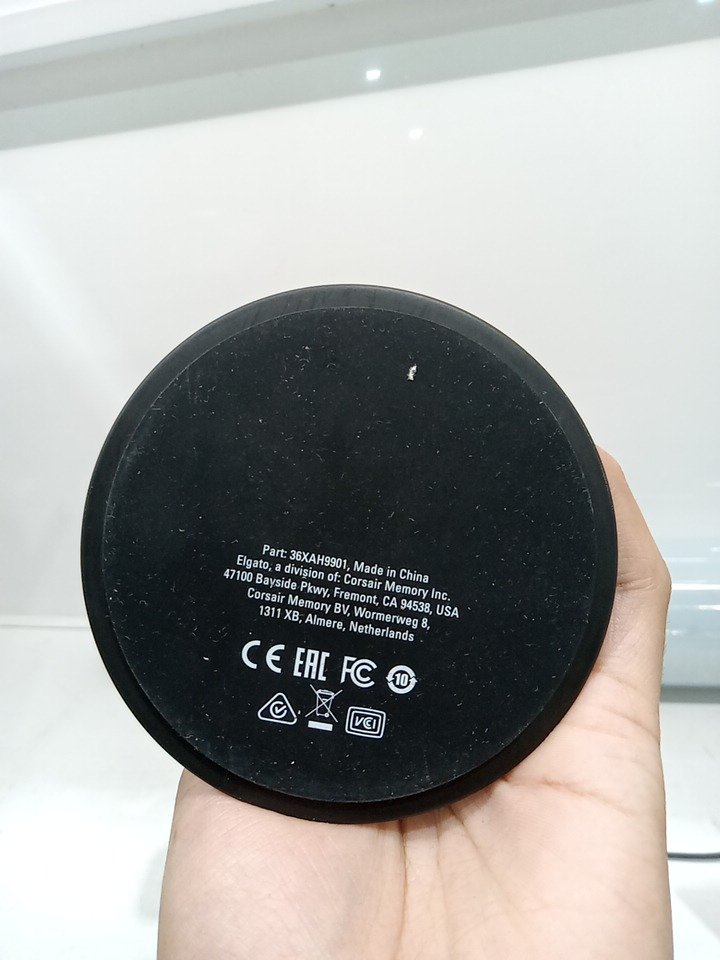 Part: 36XAH9901, Made in China
Elgato, a division of: Corsair Memory Inc.
47100 Bayside Pkwy, Fremont, CA 94538, USA
Corsair Memory BV, Wormerweg 8,
1311 XB, Almere, Netherlands
CE EAC FC 10
VCI